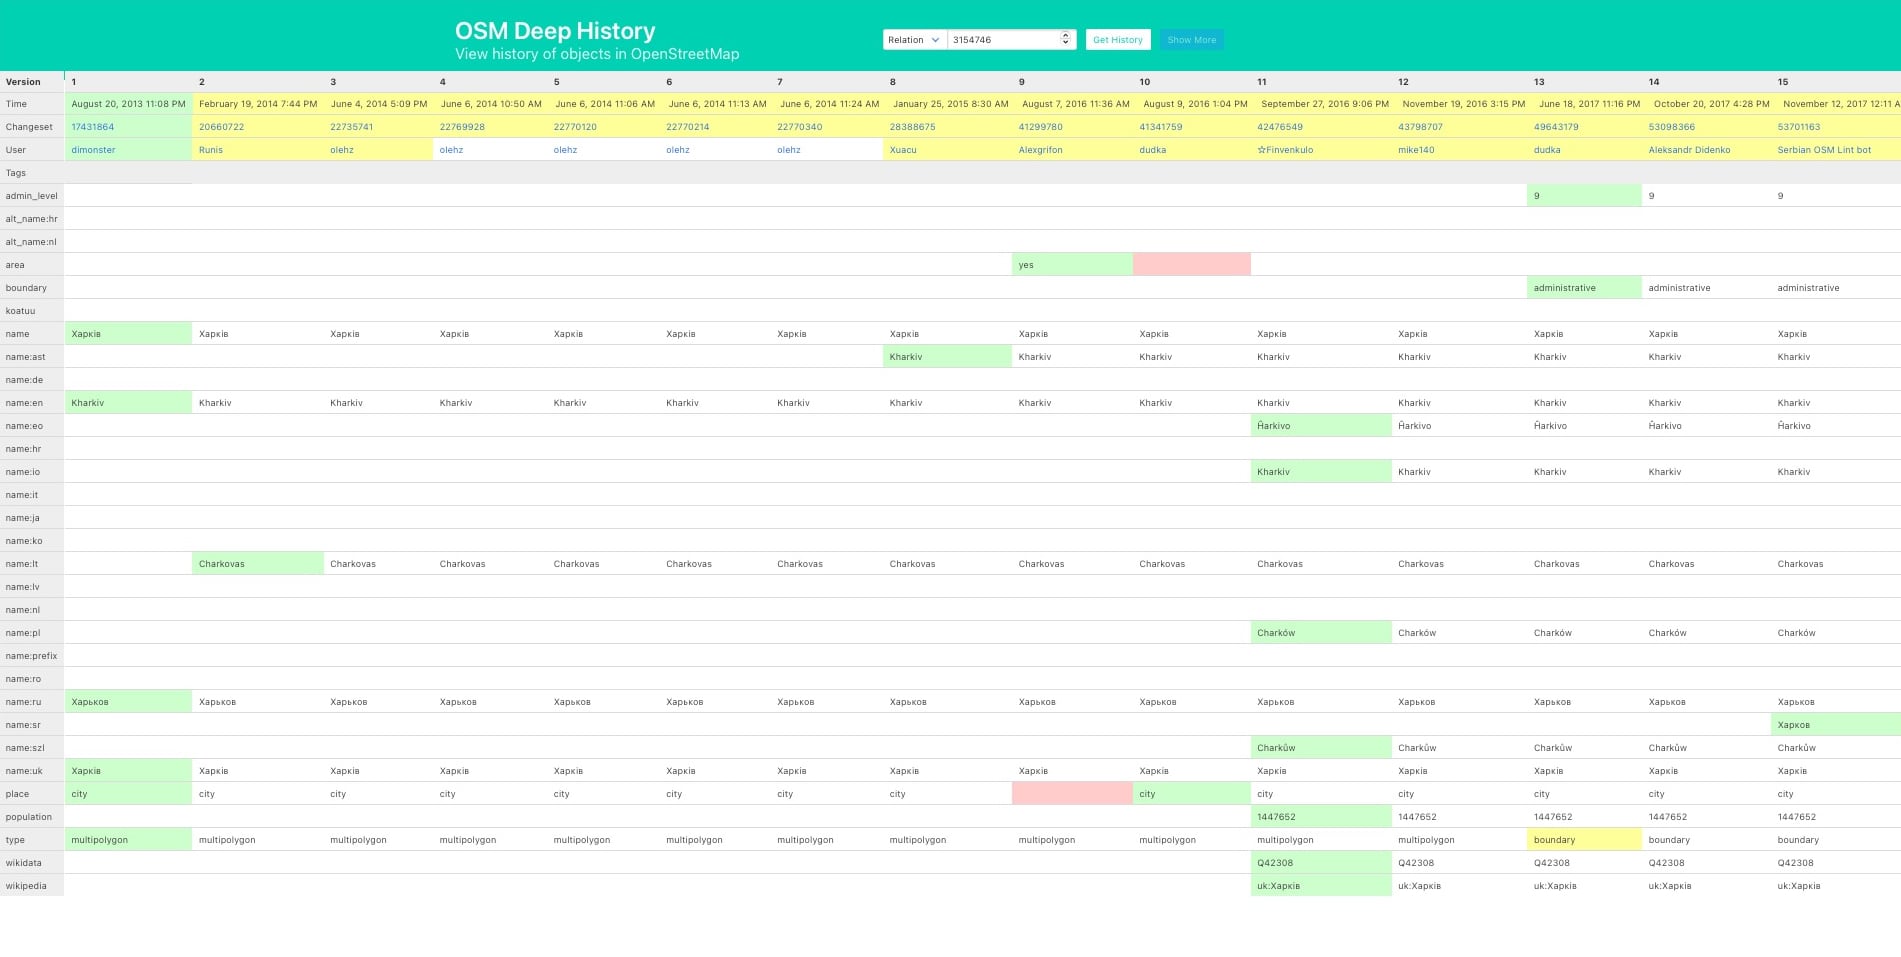 OSM Deep History
View history of objects in OpenStreetMap
Relation 3154746 Get History Show More
Version 1 2 3 4 5 6 7 8 9 10 11 12 13 14 15
Time August 20, 2013 11:08 PM February 19, 2014 7:44 PM June 4, 2014 5:09 PM June 6, 2014 10:50 AM June 6, 2014 11:06 AM June 6, 2014 11:13 AM June 6, 2014 11:24 AM January 25, 2015 8:30 AM August 7, 2016 11:36 AM August 9, 2016 1:04 PM September 27, 2016 9:06 PM November 19, 2016 3:15 PM June 18, 2017 11:16 PM October 20, 2017 4:28 PM November 12, 2017 12:11 A
Changeset 17431864 20660722 22735741 22769928 22770120 22770214 22770340 28388675 41299780 41341759 42476549 43798707 49643179 53098366 53701163
User dimonster Runis olehz olehz olehz olehz olehz Xuacu Alexgrifon dudka ☆Finvenkulo mike140 dudka Aleksandr Didenko Serbian OSM Lint bot
Tags
admin_level 9 9 9
alt_name:hr
alt_name:nl
area yes
boundary administrative administrative administrative
koatuu
name Харків Харків Харків Харків Харків Харків Харків Харків Харків Харків Харків Харків Харків Харків Харків
name:ast Kharkiv Kharkiv Kharkiv Kharkiv Kharkiv Kharkiv Kharkiv Kharkiv
name:de
name:en Kharkiv Kharkiv Kharkiv Kharkiv Kharkiv Kharkiv Kharkiv Kharkiv Kharkiv Kharkiv Kharkiv Kharkiv Kharkiv Kharkiv Kharkiv
name:eo Ĥarkivo Ĥarkivo Ĥarkivo Ĥarkivo Ĥarkivo
name:hr
name:io Kharkiv Kharkiv Kharkiv Kharkiv Kharkiv
name:it
name:ja
name:ko
name:lt Charkovas Charkovas Charkovas Charkovas Charkovas Charkovas Charkovas Charkovas Charkovas Charkovas Charkovas Charkovas Charkovas Charkovas
name:lv
name:nl
name:pl Charków Charków Charków Charków Charków
name:prefix
name:ro
name:ru Харьков Харьков Харьков Харьков Харьков Харьков Харьков Харьков Харьков Харьков Харьков Харьков Харьков Харьков Харьков
name:sr Харков
name:szl Charkůw Charkůw Charkůw Charkůw Charkůw
name:uk Харків Харків Харків Харків Харків Харків Харків Харків Харків Харків Харків Харків Харків Харків Харків
place city city city city city city city city city city city city city city
population 1447652 1447652 1447652 1447652 1447652
type multipolygon multipolygon multipolygon multipolygon multipolygon multipolygon multipolygon multipolygon multipolygon multipolygon multipolygon multipolygon boundary boundary boundary
wikidata Q42308 Q42308 Q42308 Q42308 Q42308
wikipedia uk:Харків uk:Харків uk:Харків uk:Харків uk:Харків